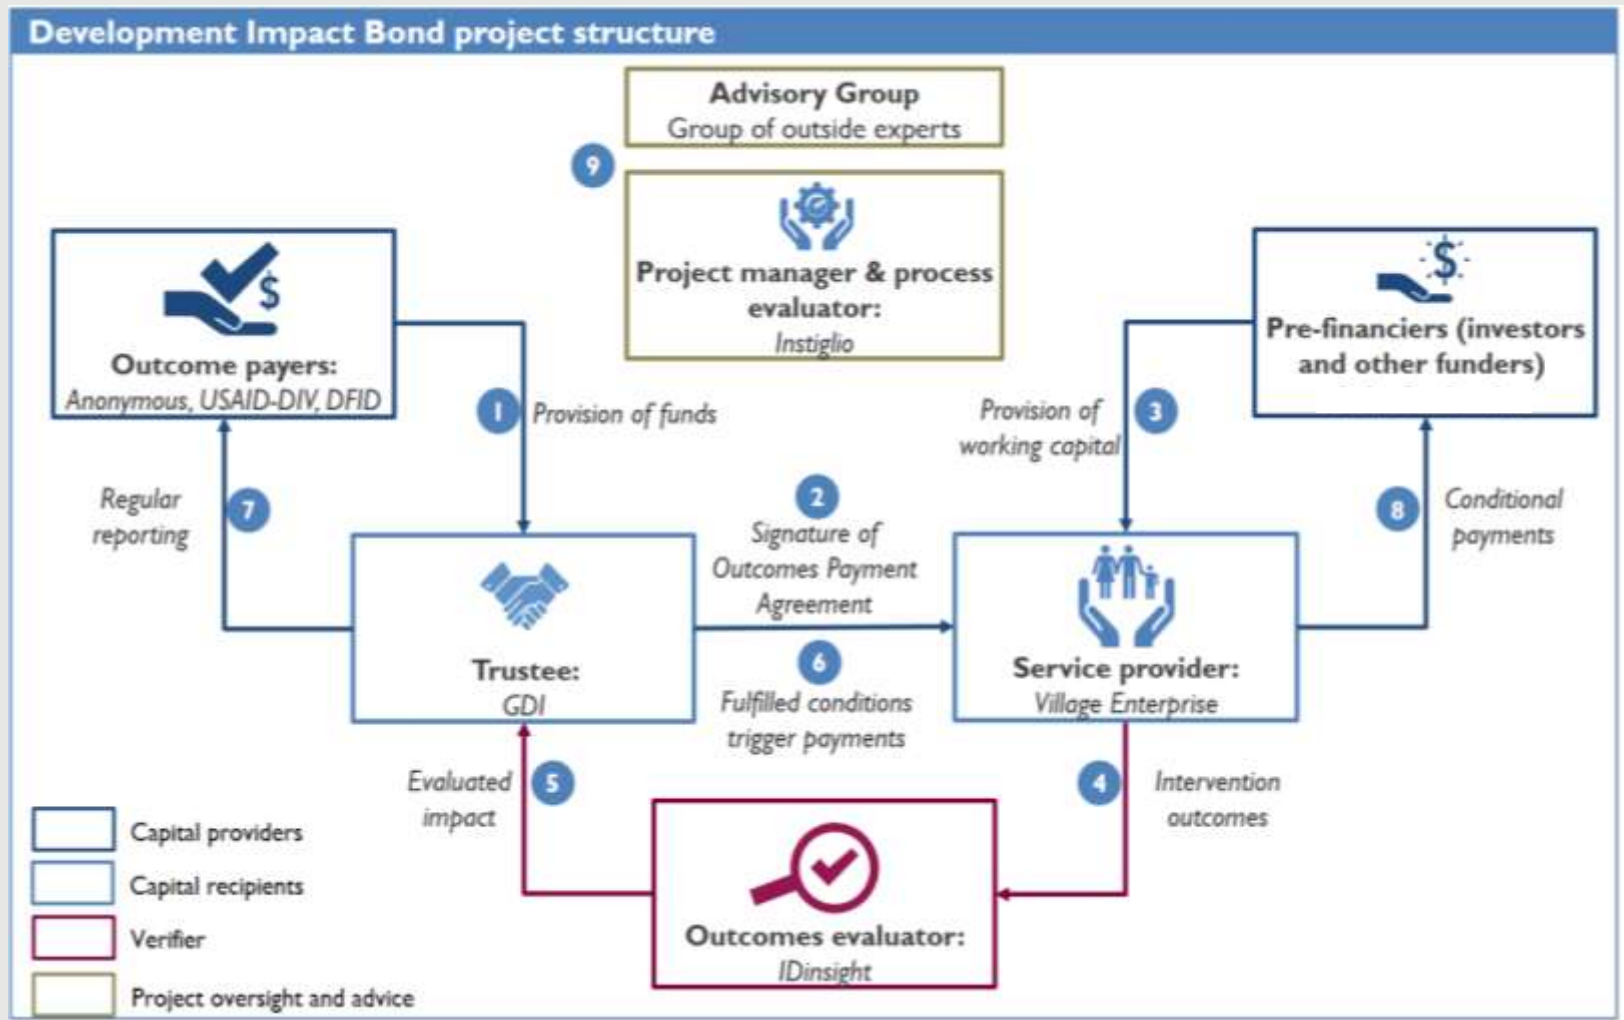 Development Impact Bond project structure
Advisory Group
Group of outside experts
9
Project manager & process
evaluator:
Instiglio
Outcome payers:
Anonymous, USAID-DIV, DFID
Pre-financiers (investors
and other funders)
1
Provision of funds
Provision of
working capital
3
Regular
reporting
7
2
Signature of
Outcomes Payment
Agreement
8
Conditional
payments
Trustee:
GDI
6
Fulfilled conditions
trigger payments
Service provider:
Village Enterprise
Evaluated
impact
5
4
Intervention
outcomes
Outcomes evaluator:
IDinsight
Capital providers
Capital recipients
Verifier
Project oversight and advice